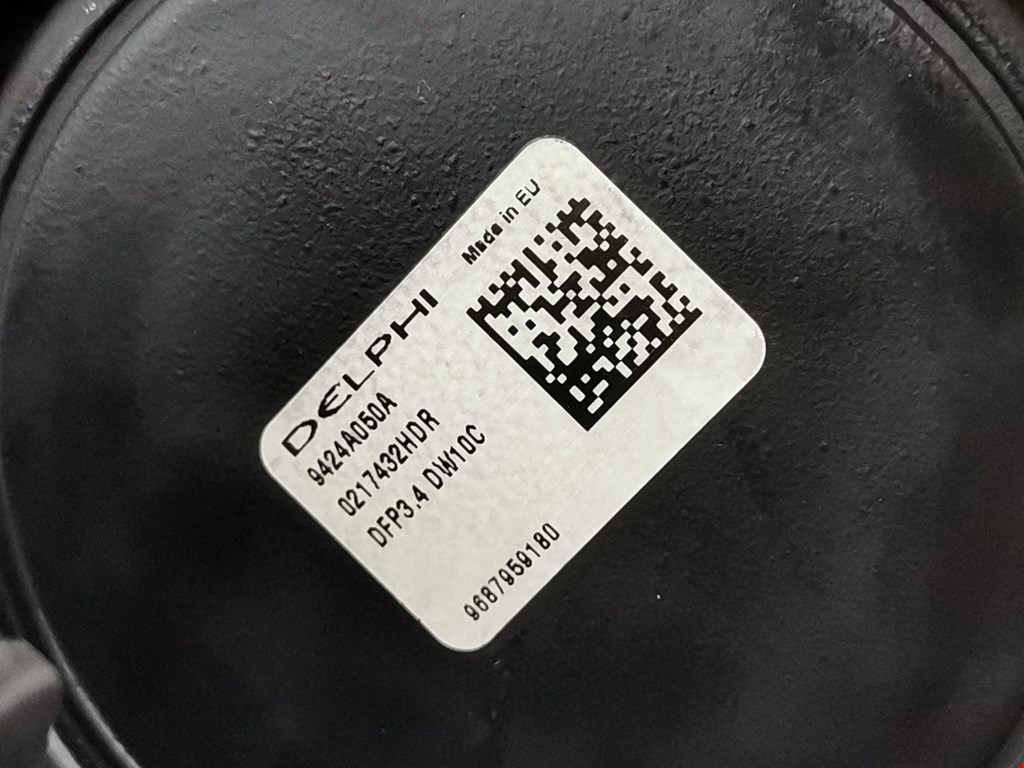 Made in EU
DELPHI
9424A050A
0217432HDR
DFP3.4 DW10C
9687959180